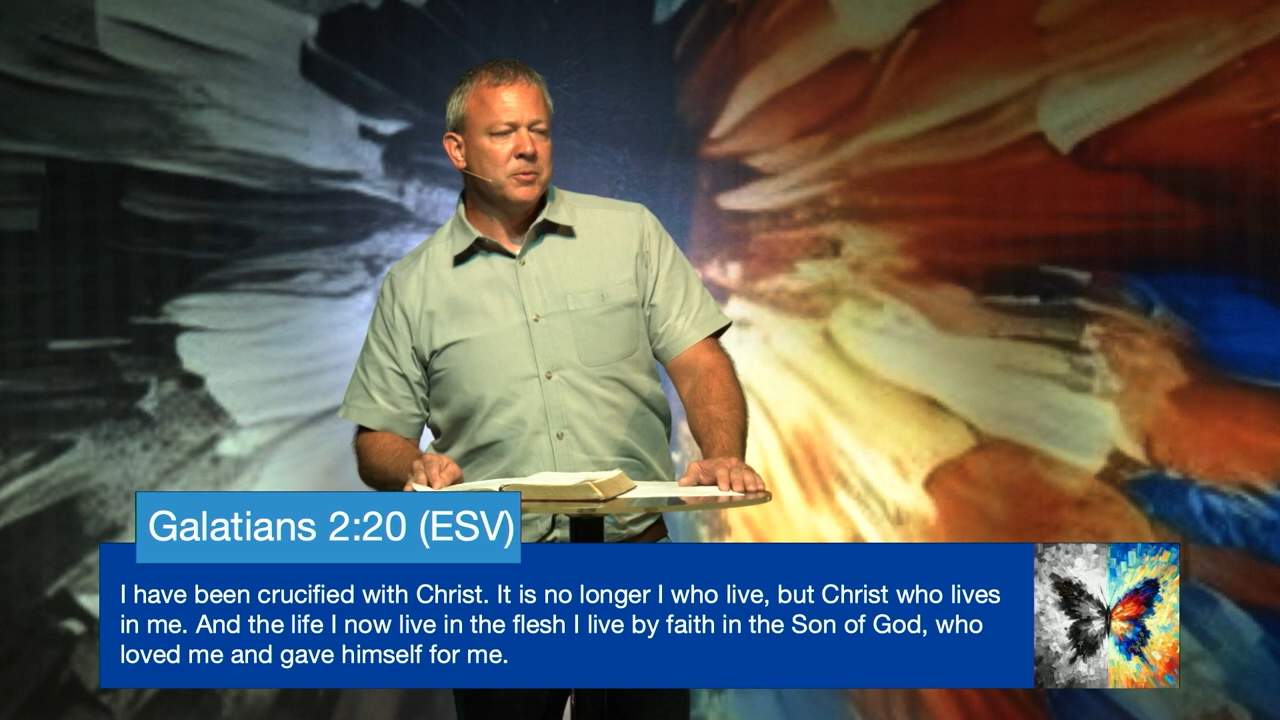 Galatians 2:20 (ESV)
I have been crucified with Christ. It is no longer I who live, but Christ who lives
in me. And the life I now live in the flesh I live by faith in the Son of God, who
loved me and gave himself for me.